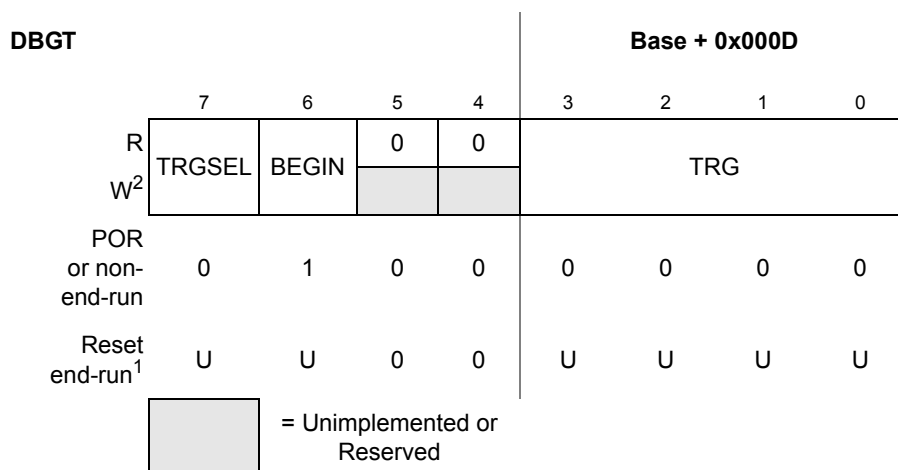 DBGT Base + 0x000D
7 6 5 4 3 2 1 0
R TRGSEL BEGIN 0 0 TRG
W2
POR
or non-
end-run 0 1 0 0 0 0 0 0
Reset
end-run1 U U 0 0 U U U U
= Unimplemented or
Reserved